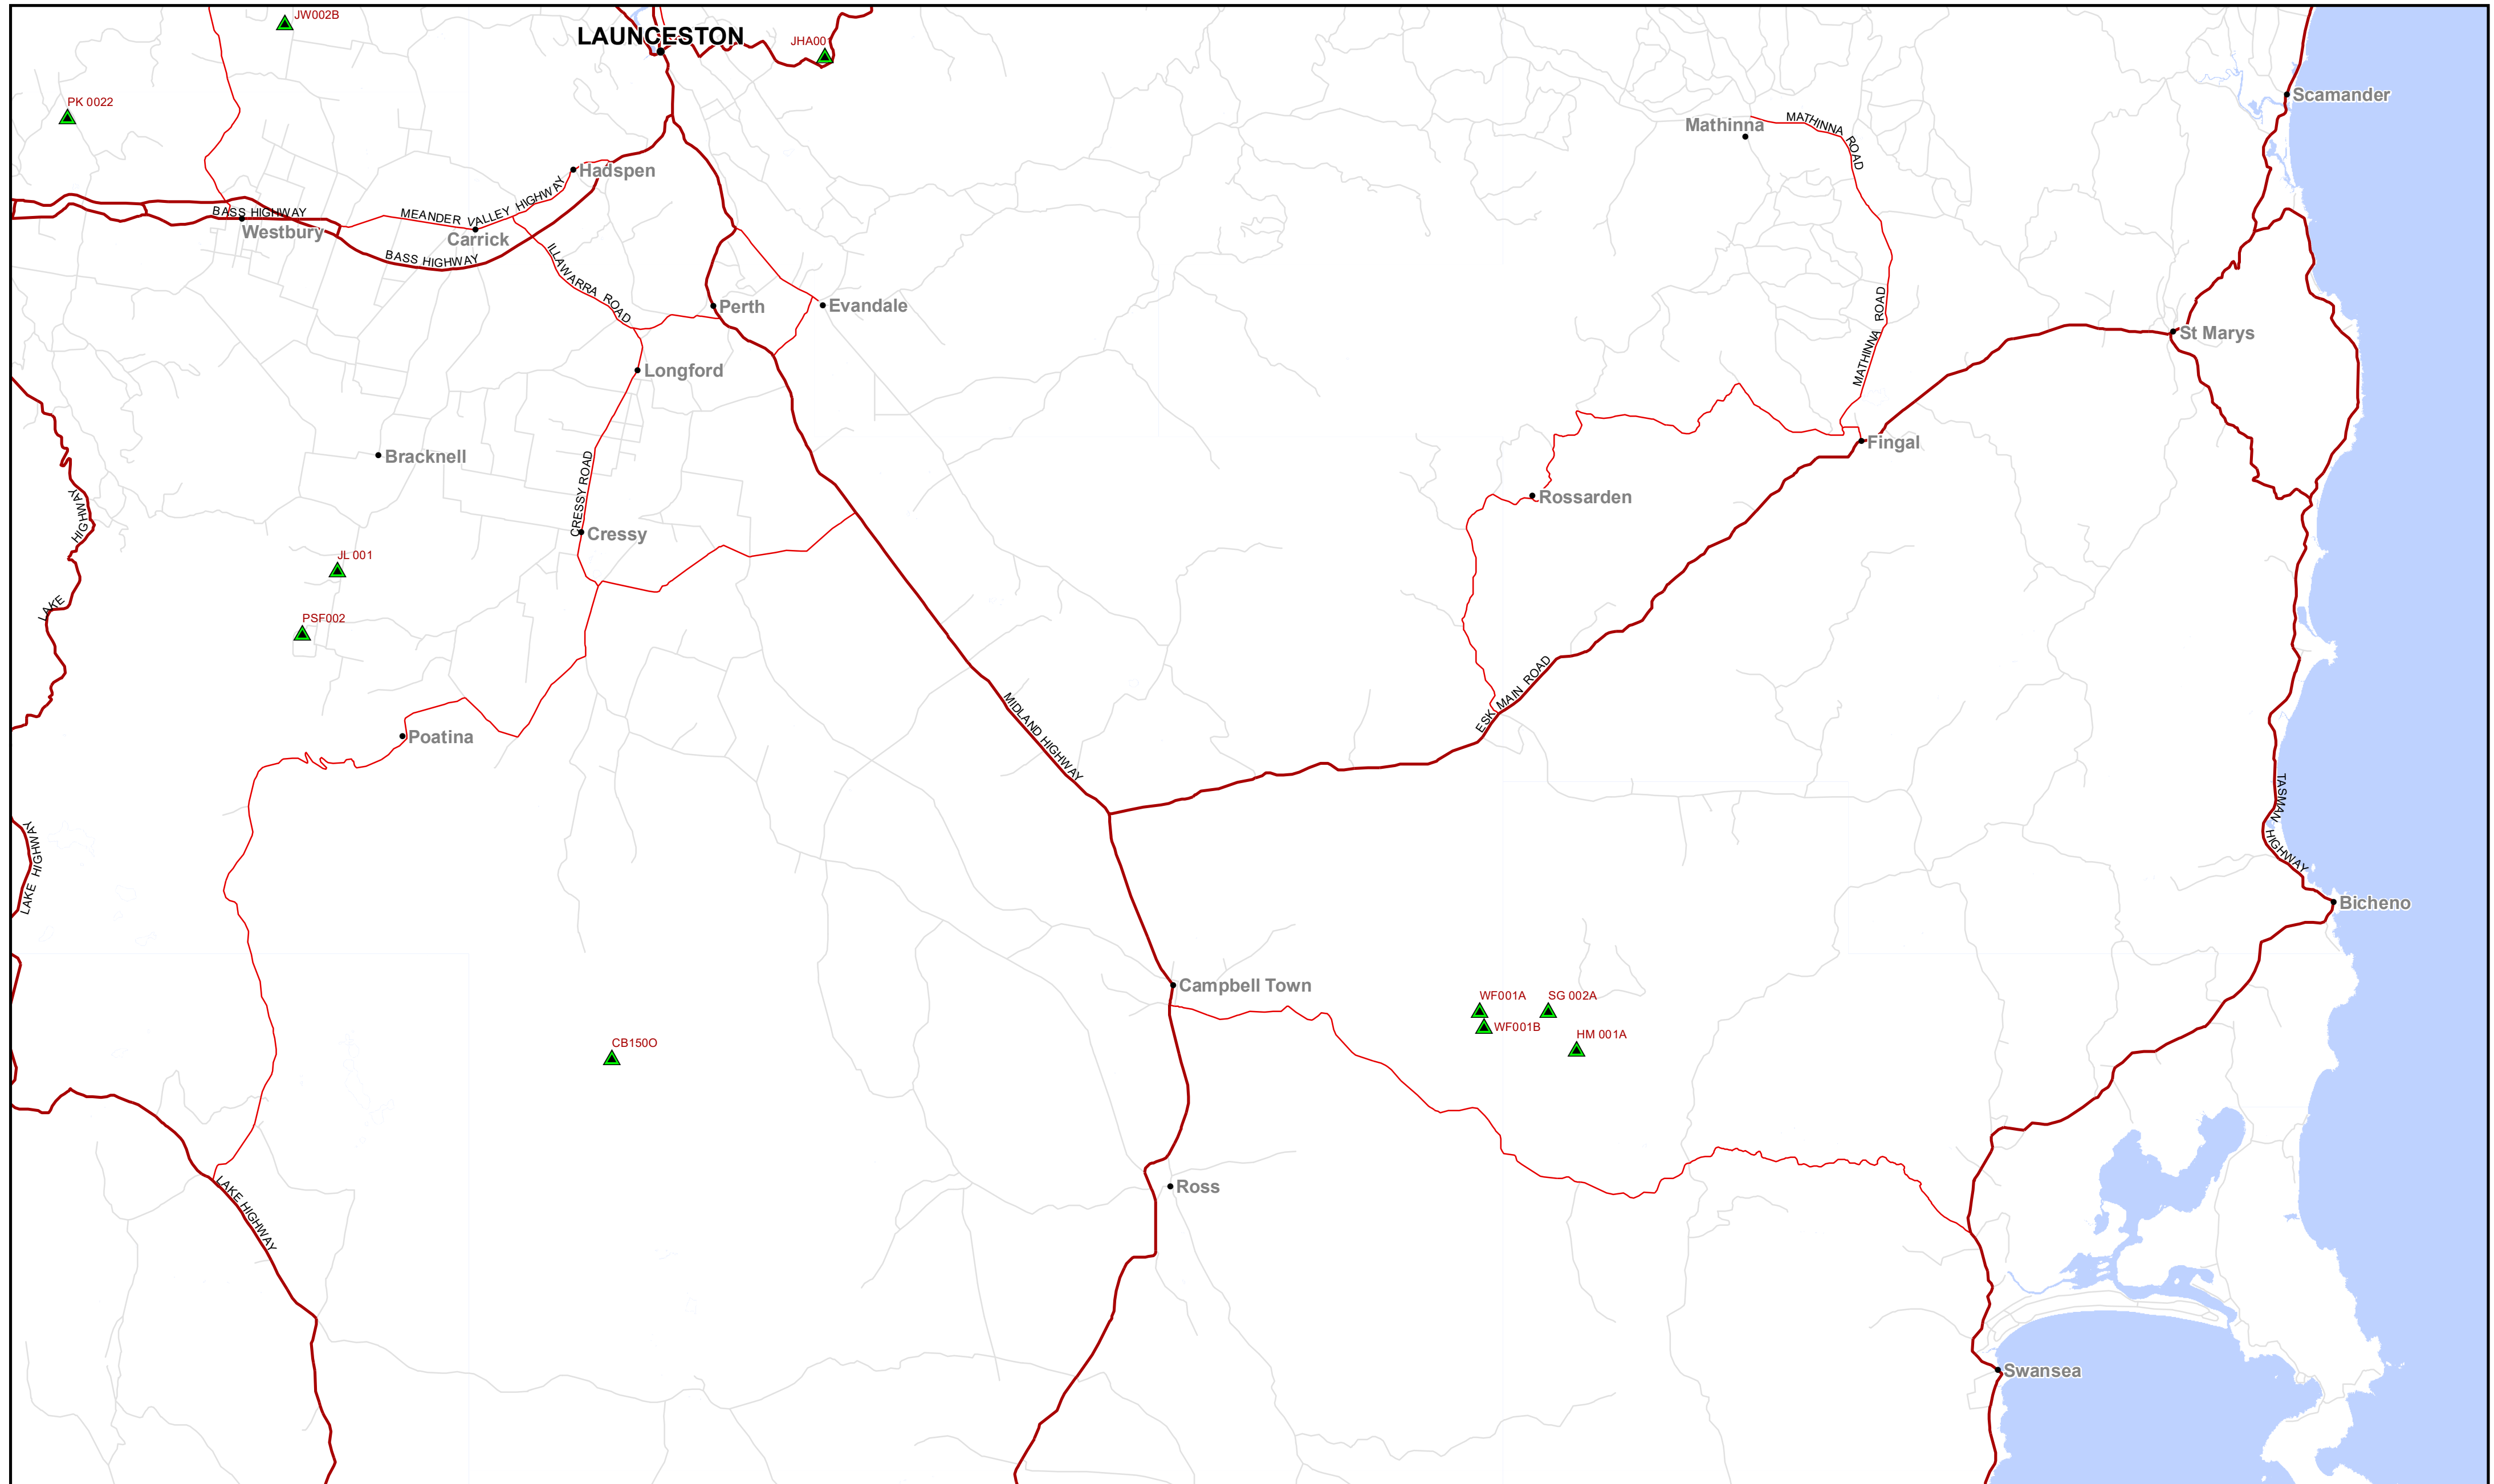 JW002B
LAUNCESTON
JHA001
PK 0022
Scamander
Mathinna
MATHINNA ROAD
Hadspen
BASS HIGHWAY
MEANDER VALLEY HIGHWAY
Westbury
Carrick
BASS HIGHWAY
ILLAWARRA ROAD
Perth
Evandale
MATHINNA ROAD
St Marys
Longford
Fingal
Bracknell
CRESSY ROAD
Rossarden
LAKE HIGHWAY
Cressy
JL 001
PSF002
ESK MAIN ROAD
MIDLAND HIGHWAY
Poatina
TASMAN HIGHWAY
LAKE HIGHWAY
Bicheno
Campbell Town
WF001A
SG 002A
WF001B
HM 001A
CB150O
Ross
LAKE HIGHWAY
Swansea